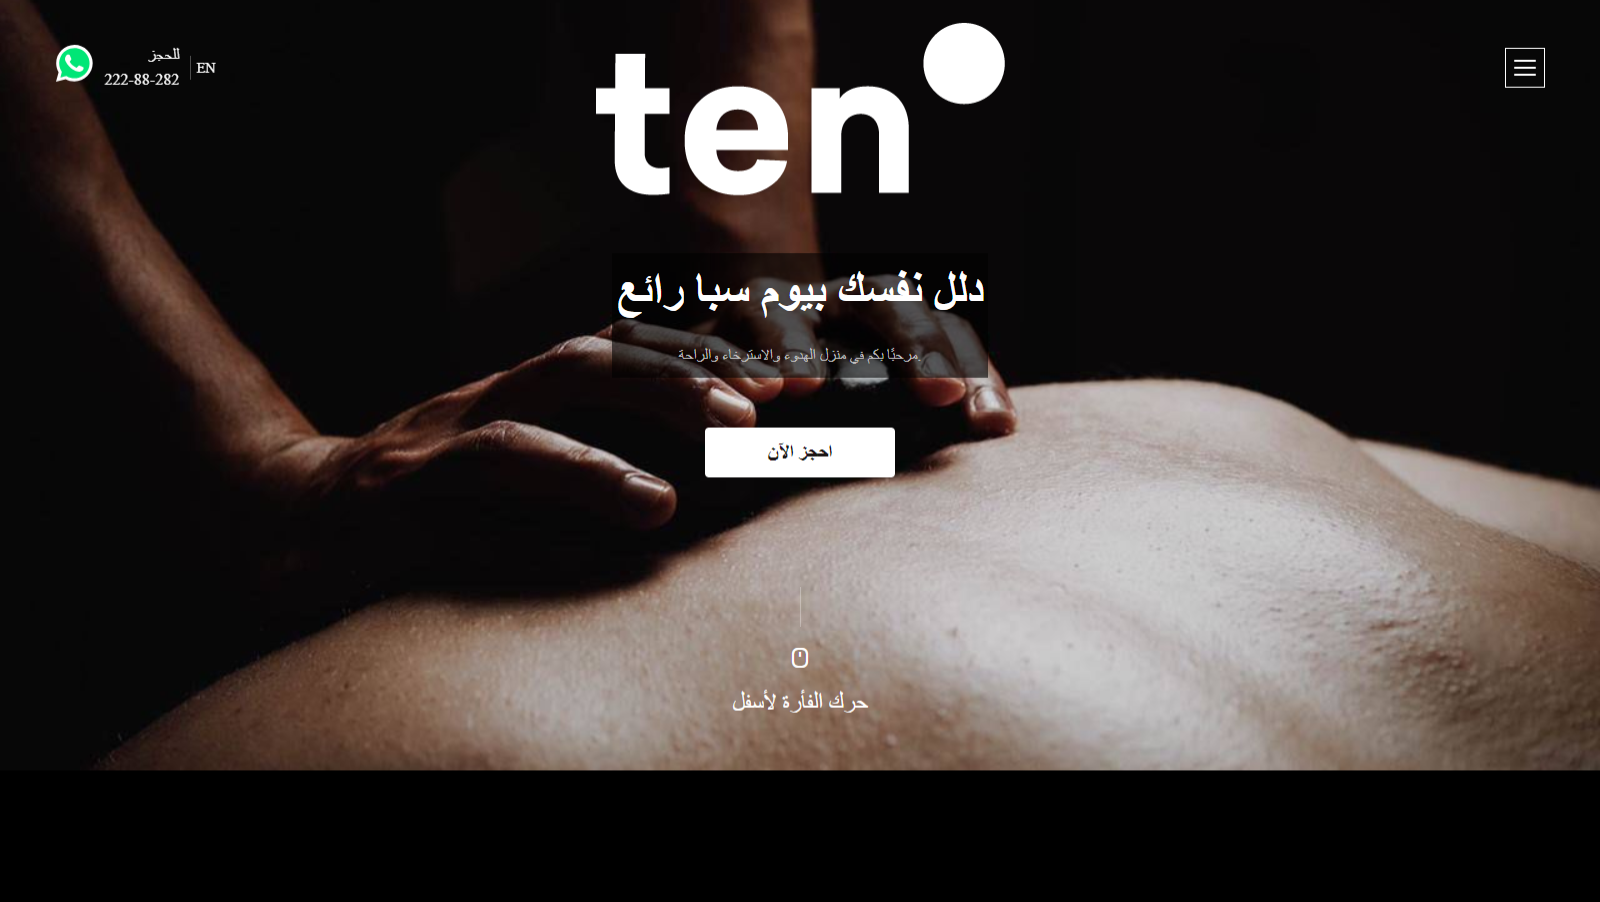 للحجز
222-88-282
EN
ten
دلل نفسك بيوم سبا رائع
مرحبًا بكم في منزل الهدوء والاسترخاء والراحة.
احجز الآن
حرك الفأرة لأسفل